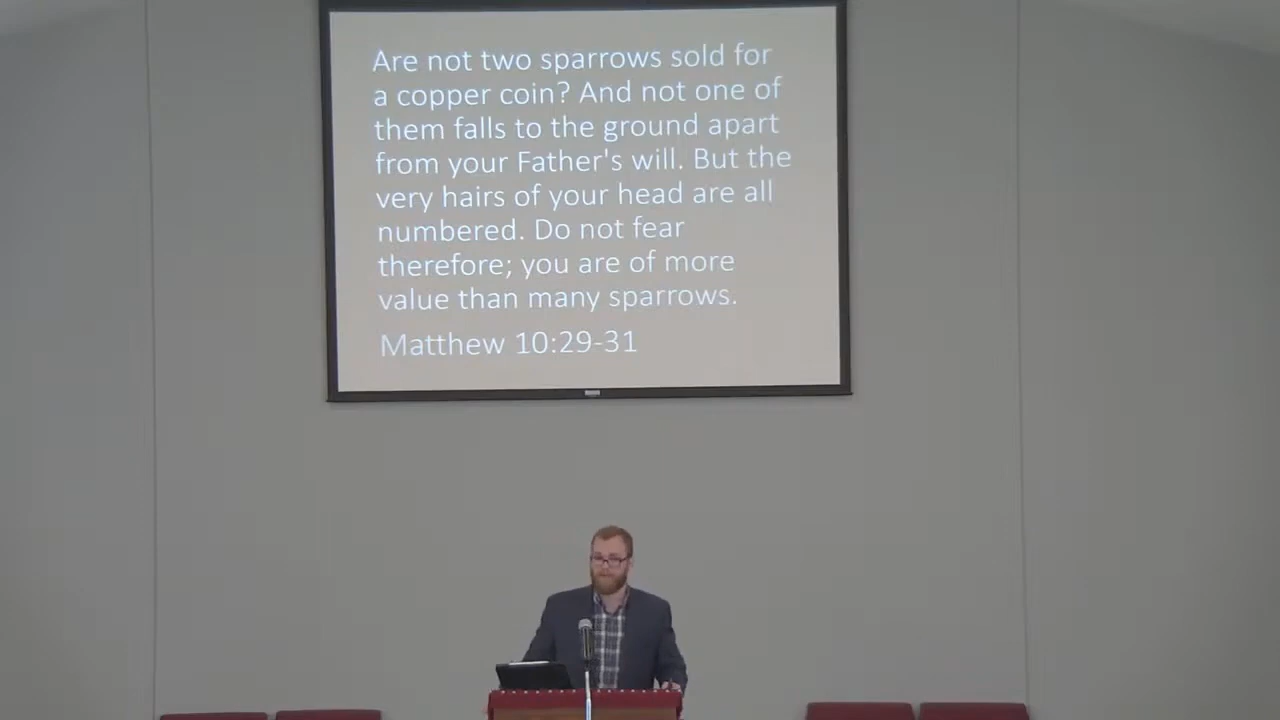 Are not two sparrows sold for
a copper coin? And not one of
them falls to the ground apart
from your Father's will. But the
very hairs of your head are all
numbered. Do not fear
therefore; you are of more
value than many sparrows.
Matthew 10:29-31